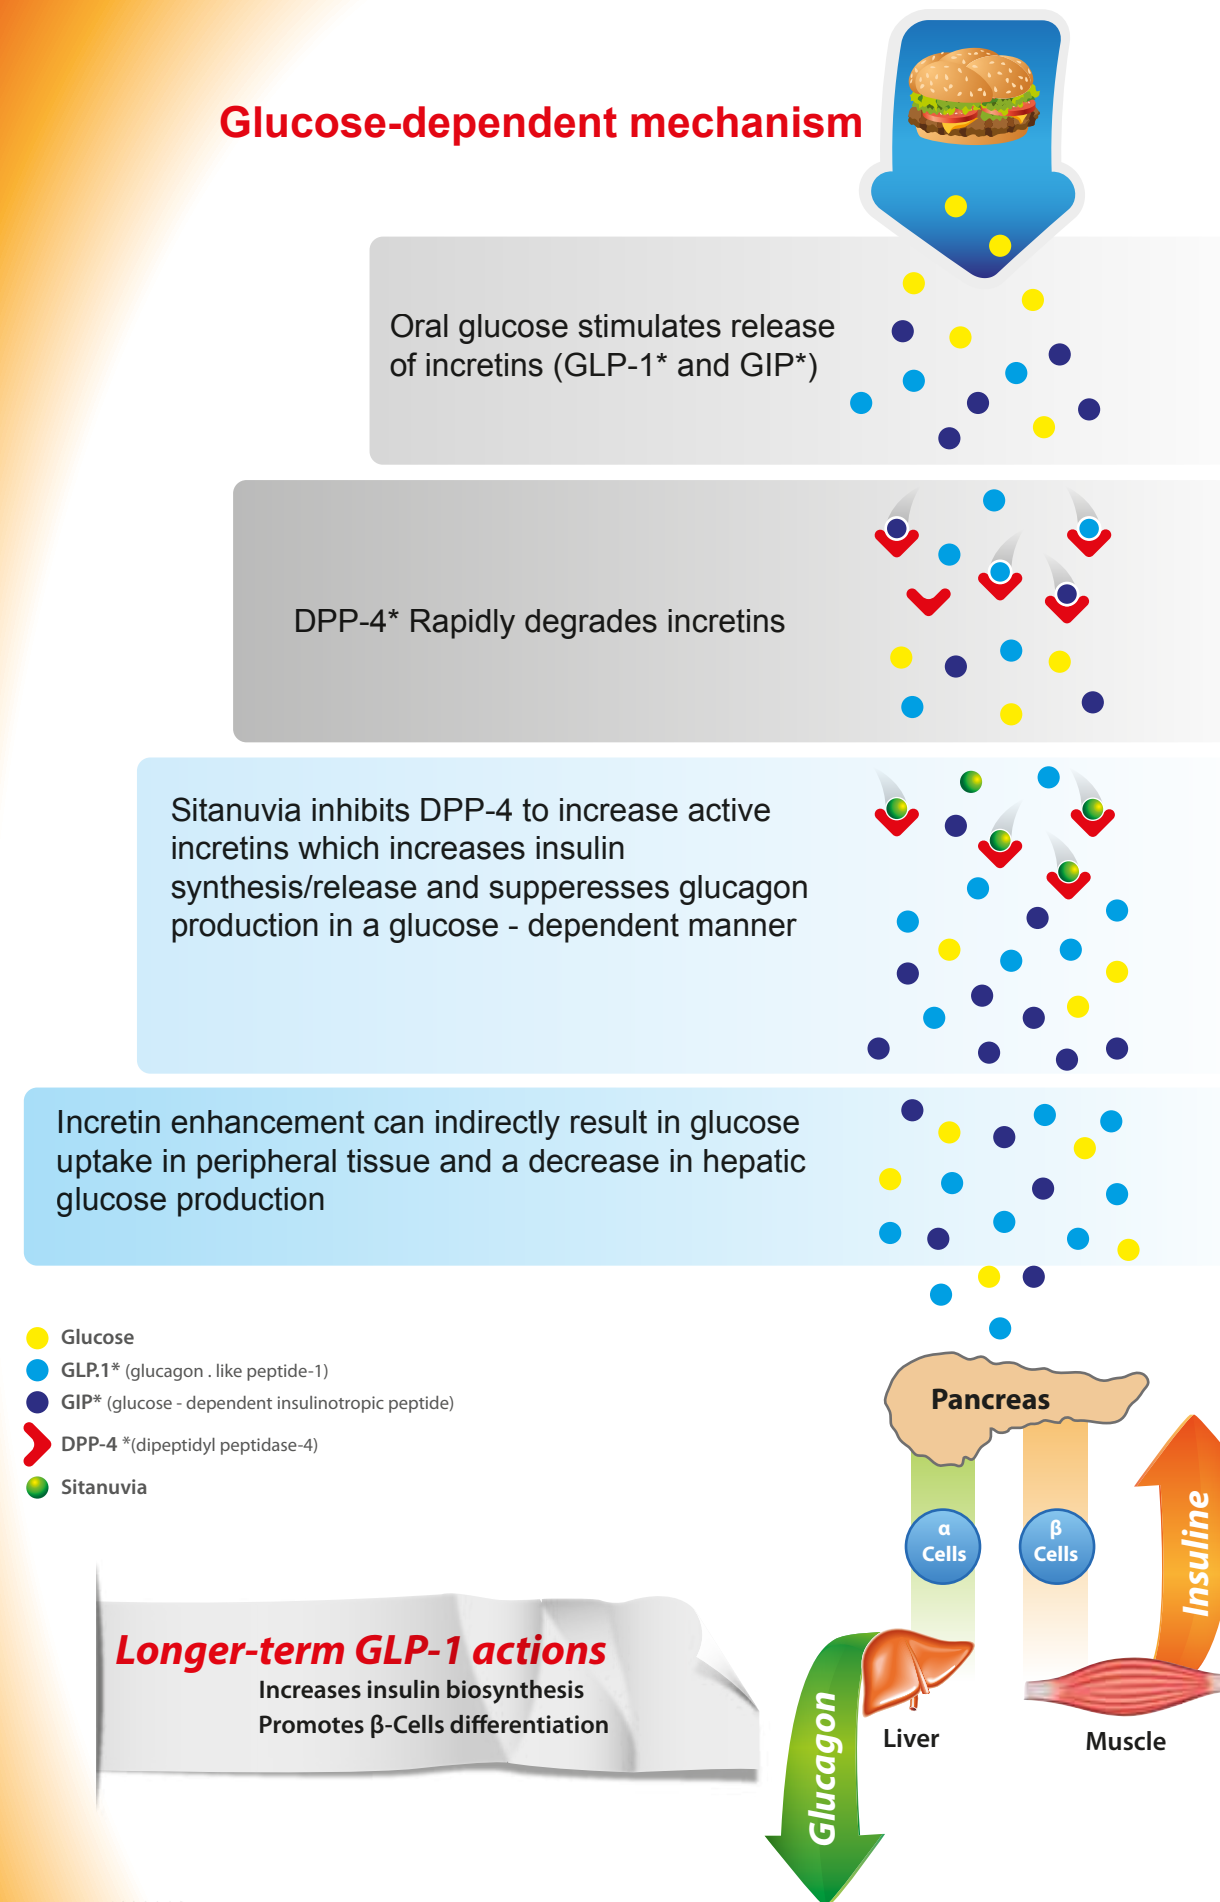 Glucose-dependent mechanism
Oral glucose stimulates release
of incretins (GLP-1* and GIP*)
DPP-4* Rapidly degrades incretins
Sitanuvia inhibits DPP-4 to increase active
incretins which increases insulin
synthesis/release and supperesses glucagon
production in a glucose - dependent manner
Incretin enhancement can indirectly result in glucose
uptake in peripheral tissue and a decrease in hepatic
glucose production
Glucose
GLP.1* (glucagon . like peptide-1)
GIP* (glucose - dependent insulinotropic peptide)
DPP-4 *(dipeptidyl peptidase-4)
Sitanuvia
Pancreas
α
Cells
β
Cells
Insuline
Longer-term GLP-1 actions
Increases insulin biosynthesis
Promotes β-Cells differentiation
Glucagon
Liver
Muscle